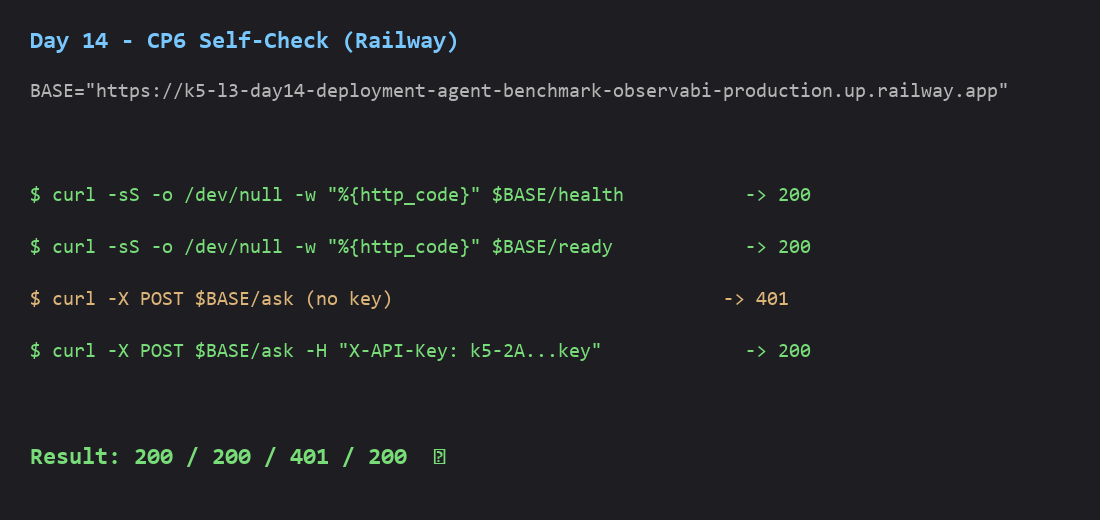 Day 14 - CP6 Self-Check (Railway)
BASE="https://k5-l3-day14-deployment-agent-benchmark-observabi-production.up.railway.app"
$ curl -sS -o /dev/null -w "%{http_code}" $BASE/health -> 200
$ curl -sS -o /dev/null -w "%{http_code}" $BASE/ready -> 200
$ curl -X POST $BASE/ask (no key) -> 401
$ curl -X POST $BASE/ask -H "X-API-Key: k5-2A...key" -> 200
Result: 200 / 200 / 401 / 200